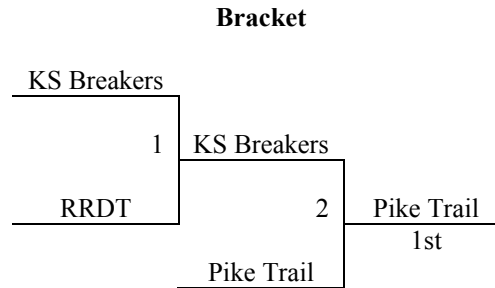 Bracket
KS Breakers
1
KS Breakers
RRDT
2
Pike Trail
1st
Pike Trail